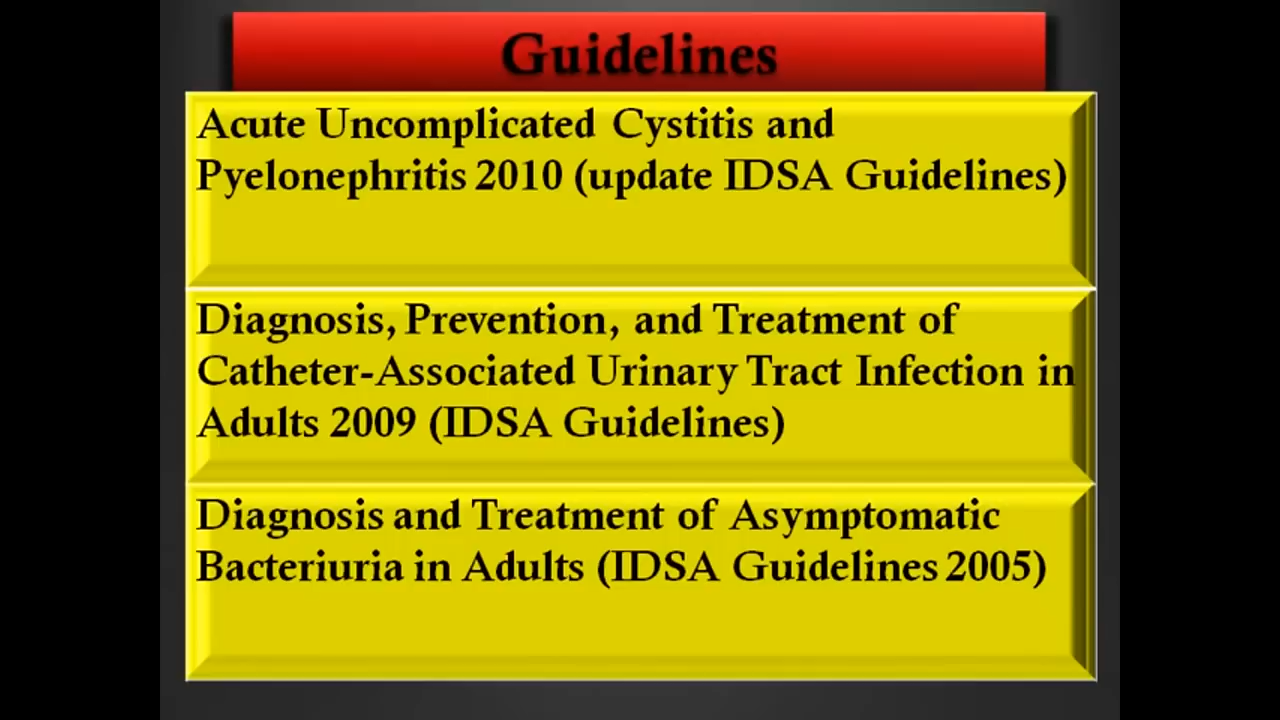 Guidelines
Acute Uncomplicated Cystitis and
Pyelonephritis 2010 (update IDSA Guidelines)
Diagnosis, Prevention, and Treatment of
Catheter-Associated Urinary Tract Infection in
Adults 2009 (IDSA Guidelines)
Diagnosis and Treatment of Asymptomatic
Bacteriuria in Adults (IDSA Guidelines 2005)